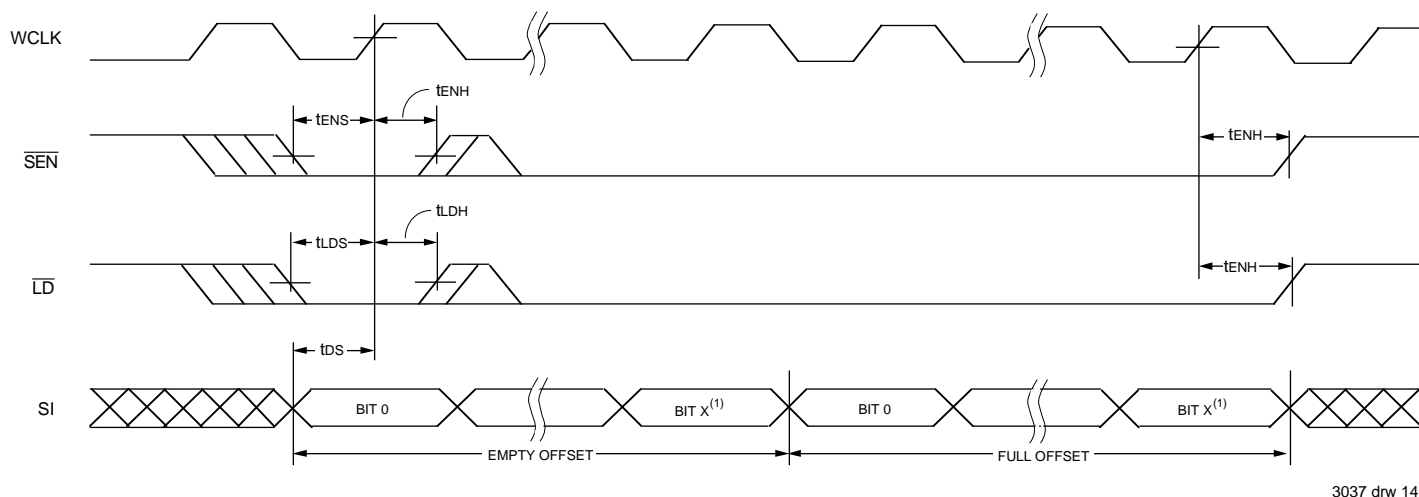 WCLK
tENH
tENS
tENH
SEN
tLDH
tLDS
tENH
LD
tDS
SI
BIT 0
BIT X(1)
BIT 0
BIT X(1)
EMPTY OFFSET
FULL OFFSET
3037 drw 14